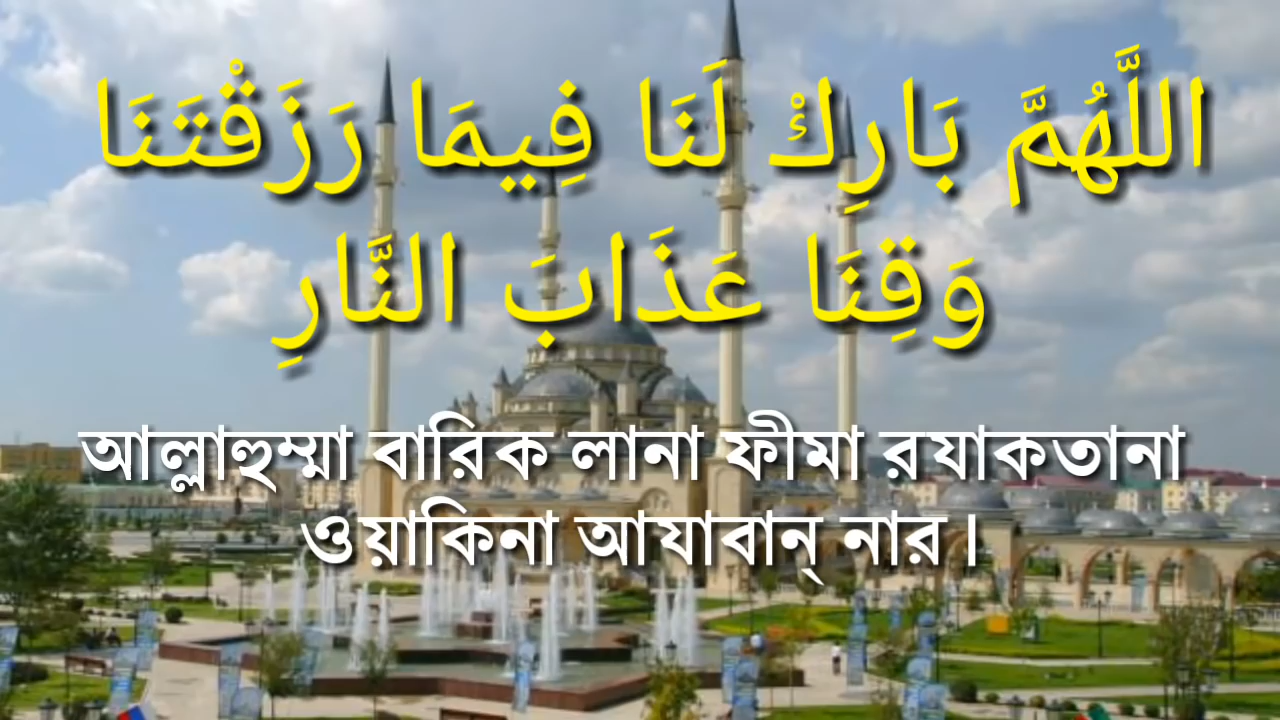 اللَّهُمَّ بَارِكْ لَنَا فِيمَا رَزَقْتَنَا
وَقِنَا عَذَابَ النَّارِ
আল্লাহুম্মা বারিক লানা ফীমা রযাকতানা
ওয়াকিনা আযাবান্ নার।